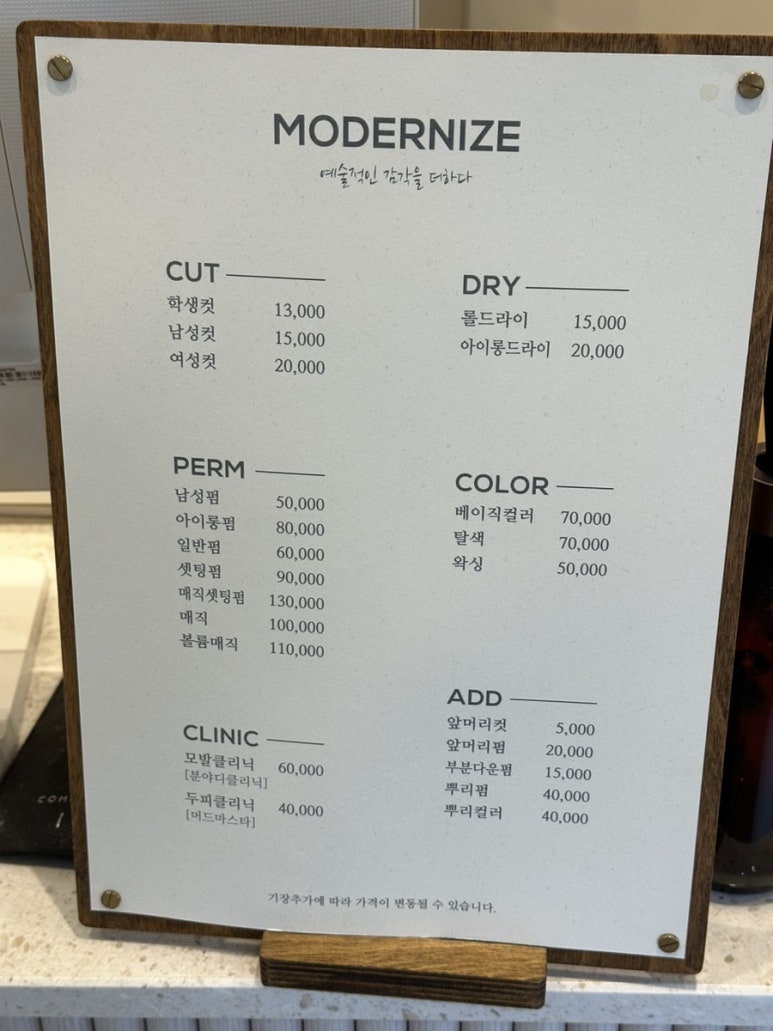 MODERNIZE
예술적인 감각을 더하다
CUT
학생컷 13,000
남성컷 15,000
여성컷 20,000
DRY
롤드라이 15,000
아이롱드라이 20,000
PERM
남성펌 50,000
아이롱펌 80,000
일반펌 60,000
셋팅펌 90,000
매직셋팅펌 130,000
매직 100,000
볼륨매직 110,000
COLOR
베이직컬러 70,000
탈색 70,000
왁싱 50,000
CLINIC
모발클리닉 60,000
[분야디클리닉]
두피클리닉 40,000
[머드마스타]
ADD
앞머리컷 5,000
앞머리펌 20,000
부분다운펌 15,000
뿌리펌 40,000
뿌리컬러 40,000
기장추가에 따라 가격이 변동될 수 있습니다.